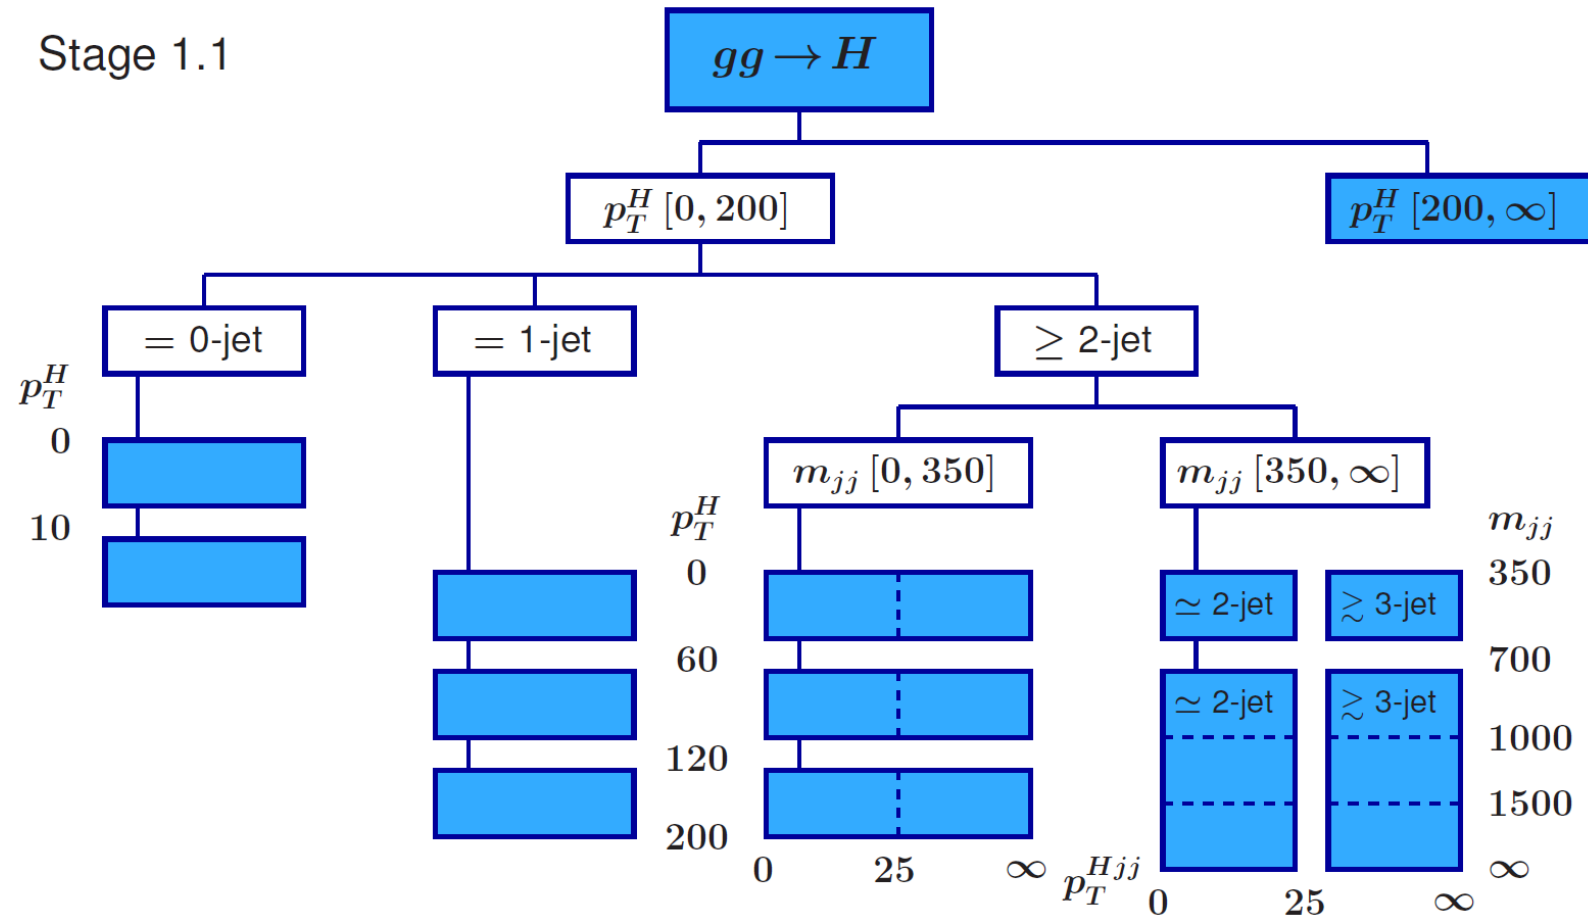 Stage 1.1
gg → H
p_T^H [0, 200]
p_T^H [200, ∞]
= 0-jet
= 1-jet
≥ 2-jet
p_T^H
0
10
m_jj [0, 350]
m_jj [350, ∞]
p_T^H
0
60
120
200
m_jj
350
700
1000
1500
∞
≃ 2-jet
≳ 3-jet
≃ 2-jet
≳ 3-jet
0
25
∞
p_T^Hjj
0
25
∞